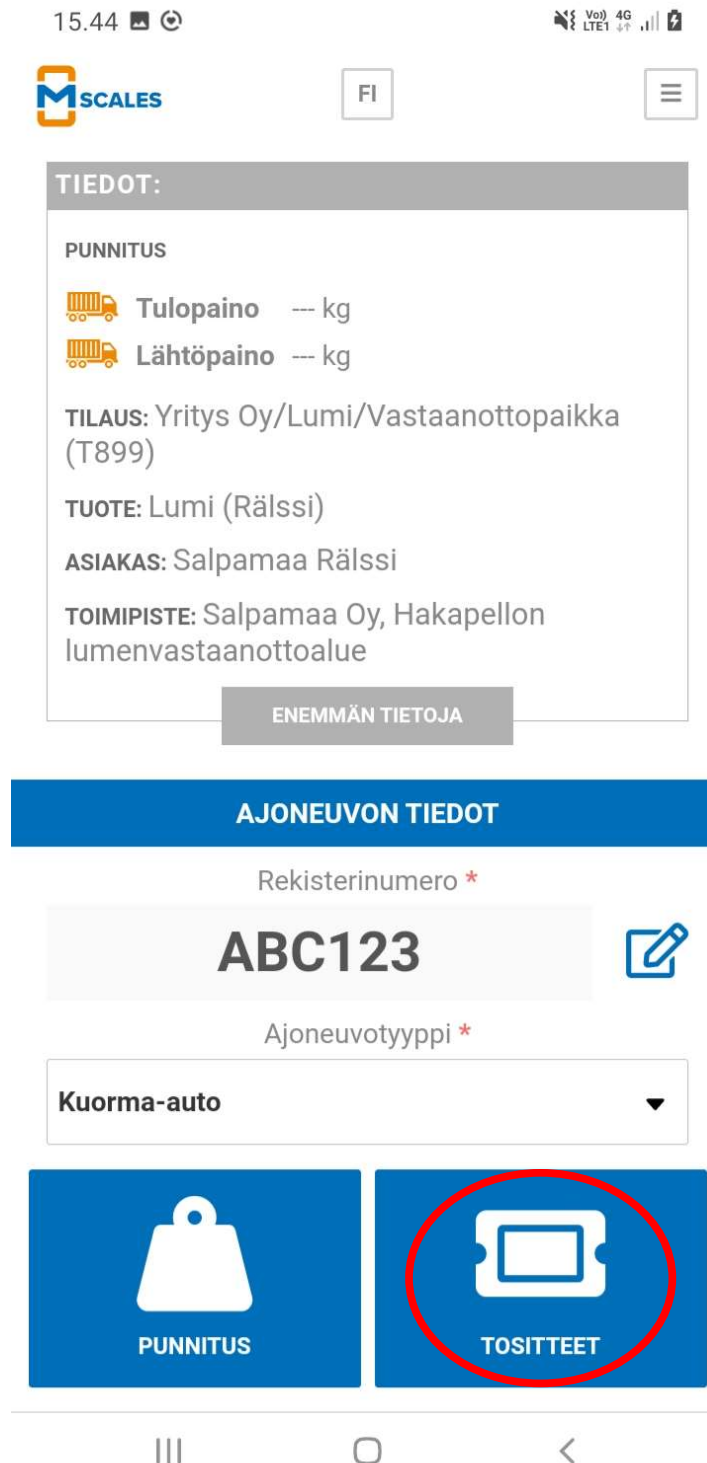 15.44
Vo)) 4G
LTE1
MSCALES
FI
TIEDOT:
PUNNITUS
Tulopaino --- kg
Lähtöpaino --- kg
TILAUS: Yritys Oy/Lumi/Vastaanottopaikka
(T899)
TUOTE: Lumi (Rälssi)
ASIAKAS: Salpamaa Rälssi
TOIMIPISTE: Salpamaa Oy, Hakapellon
lumenvastaanottoalue
ENEMMÄN TIETOJA
AJONEUVON TIEDOT
Rekisterinumero *
ABC123
Ajoneuvotyyppi *
Kuorma-auto
PUNNITUS TOSITTEET